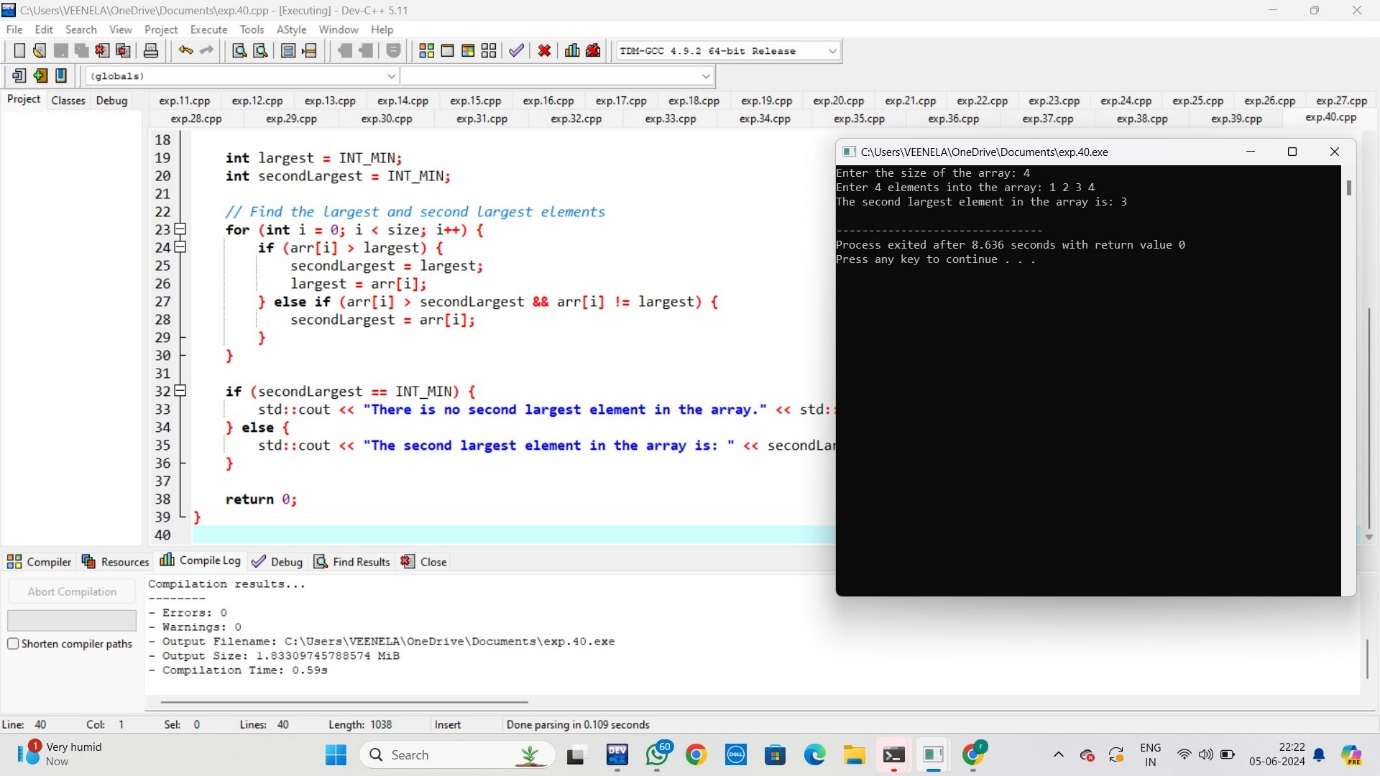 C:\Users\VEENELA\OneDrive\Documents\exp.40.cpp - [Executing] - Dev-C++ 5.11
File Edit Search View Project Execute Tools AStyle Window Help
TDM-GCC 4.9.2 64-bit Release
(globals)
Project Classes Debug
exp.11.cpp exp.12.cpp exp.13.cpp exp.14.cpp exp.15.cpp exp.16.cpp exp.17.cpp exp.18.cpp exp.19.cpp exp.20.cpp exp.21.cpp exp.22.cpp exp.23.cpp exp.24.cpp exp.25.cpp exp.26.cpp exp.27.cpp
exp.28.cpp exp.29.cpp exp.30.cpp exp.31.cpp exp.32.cpp exp.33.cpp exp.34.cpp exp.35.cpp exp.36.cpp exp.37.cpp exp.38.cpp exp.39.cpp exp.40.cpp
18
19 int largest = INT_MIN;
20 int secondLargest = INT_MIN;
21
22 // Find the largest and second largest elements
23 for (int i = 0; i < size; i++) {
24 if (arr[i] > largest) {
25 secondLargest = largest;
26 largest = arr[i];
27 } else if (arr[i] > secondLargest && arr[i] != largest) {
28 secondLargest = arr[i];
29 }
30 }
31
32 if (secondLargest == INT_MIN) {
33 std::cout << "There is no second largest element in the array." << std::
34 } else {
35 std::cout << "The second largest element in the array is: " << secondLar
36 }
37
38 return 0;
39 }
40
C:\Users\VEENELA\OneDrive\Documents\exp.40.exe
Enter the size of the array: 4
Enter 4 elements into the array: 1 2 3 4
The second largest element in the array is: 3
--------------------------------
Process exited after 8.636 seconds with return value 0
Press any key to continue . . .
Compiler Resources Compile Log Debug Find Results Close
Abort Compilation
Shorten compiler paths
Compilation results...
--------
- Errors: 0
- Warnings: 0
- Output Filename: C:\Users\VEENELA\OneDrive\Documents\exp.40.exe
- Output Size: 1.83309745788574 MiB
- Compilation Time: 0.59s
Line: 40 Col: 1 Sel: 0 Lines: 40 Length: 1038 Insert Done parsing in 0.109 seconds
1 Very humid
Now
Search
DEV
60
DELL
ENG
IN
22:22
05-06-2024
PRE